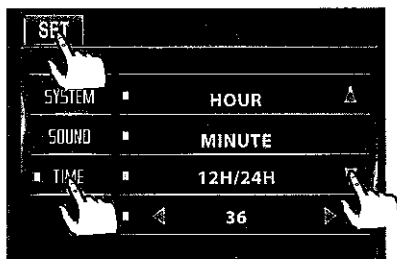 SET
SYSTEM HOUR
SOUND MINUTE
TIME 12H/24H
36